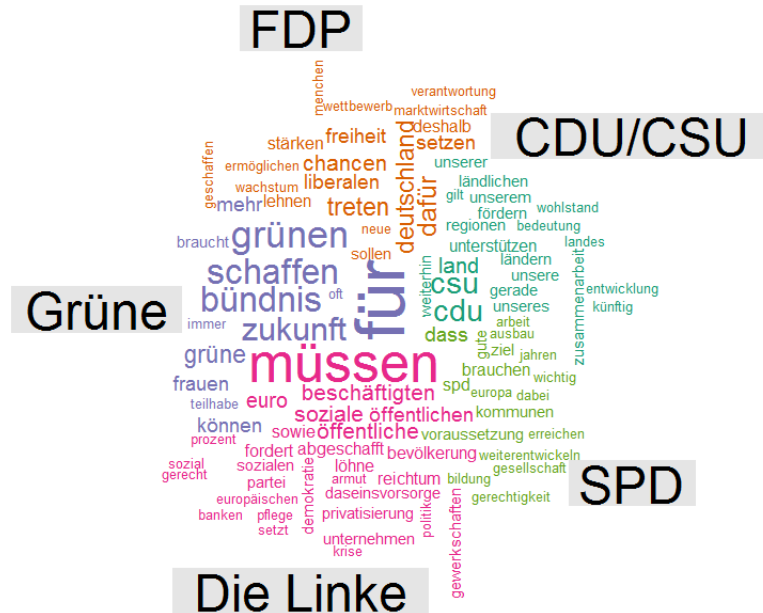 FDP
menchen
verantwortung
wettbewerb
marktwirtschaft
CDU/CSU
geschaffen
stärken
freiheit
deutschland
deshalb
setzen
ermöglichen
chancen
unserer
wachstum
liberalen
dafür
ländlichen
mehr
lehnen
treten
gilt
unserem
wohlstand
fördern
braucht
grünen
neue
regionen
bedeutung
sollen
unterstützen
landes
schaffen
für
weiterhin
land
ländern
zusammenarbeit
unsere
Grüne
bündnis
oft
csu
gerade
entwicklung
unseres
künftig
immer
zukunft
cdu
arbeit
dass
gute
ausbau
grüne
müssen
ziel
jahren
brauchen
frauen
beschäftigten
spd
europa
wichtig
dabei
teilhabe
euro
soziale
öffentlichen
kommunen
können
sowie
öffentliche
voraussetzung
erreichen
prozent
fordert
abgeschafft
bevölkerung
weiterentwickeln
sozial
gerecht
sozialen
demokratie
löhne
gesellschaft
SPD
partei
armut
reichtum
bildung
europäischen
daseinsvorsorge
gerechtigkeit
banken
pflege
privatisierung
politik
gewerkschaften
setzt
unternehmen
krise
Die Linke